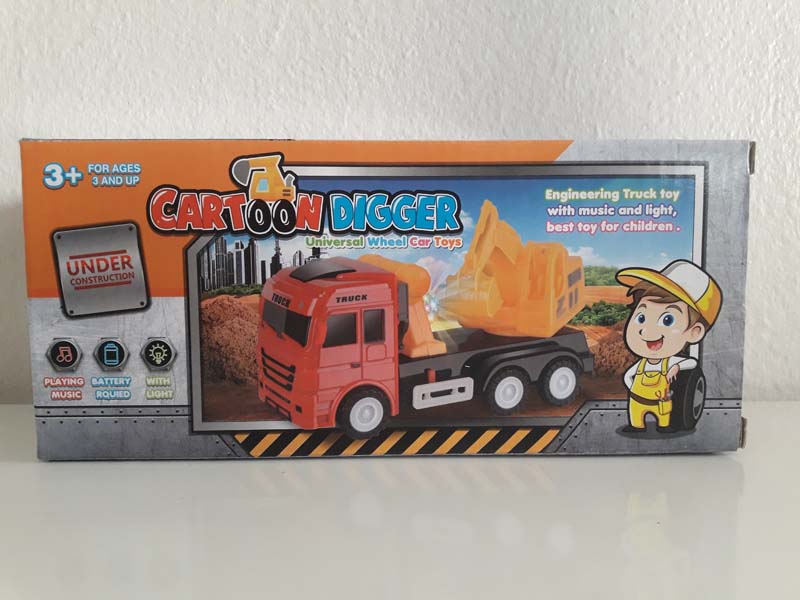 3+ FOR AGES
3 AND UP
CARTOON DIGGER
Universal Wheel Car Toys
Engineering Truck toy
with music and light,
best toy for children .
UNDER
CONSTRUCTION
TRUCK
TRUCK
PLAYING
MUSIC
BATTERY
RQUIED
WITH
LIGHT